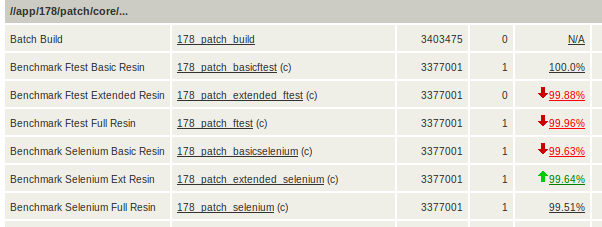 //app/178/patch/core/...
Batch Build 178_patch_build 3403475 0 N/A
Benchmark Ftest Basic Resin 178_patch_basicftest (c) 3377001 1 100.0%
Benchmark Ftest Extended Resin 178_patch_extended_ftest (c) 3377001 0 99.88%
Benchmark Ftest Full Resin 178_patch_ftest (c) 3377001 1 99.96%
Benchmark Selenium Basic Resin 178_patch_basicselenium (c) 3377001 1 99.63%
Benchmark Selenium Ext Resin 178_patch_extended_selenium (c) 3377001 1 99.64%
Benchmark Selenium Full Resin 178_patch_selenium (c) 3377001 1 99.51%